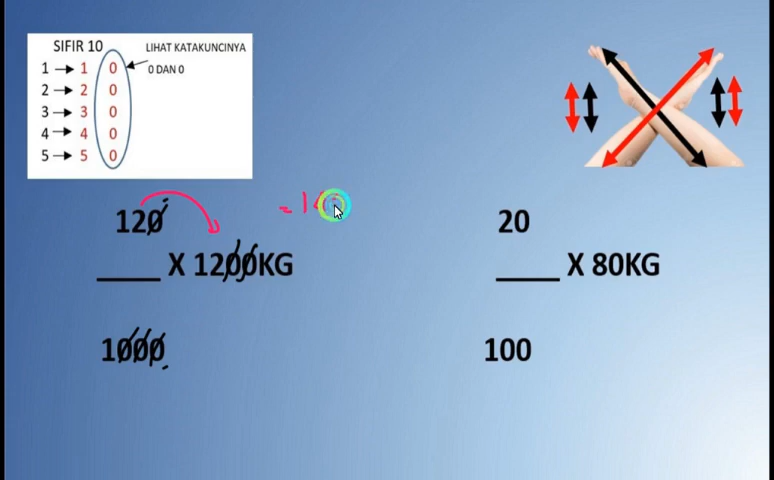 SIFIR 10
LIHAT KATAKUNCINYA
0 DAN 0
1 → 1 0
2 → 2 0
3 → 3 0
4 → 4 0
5 → 5 0
120
____ X 1200KG
1000
= 1
20
____ X 80KG
100